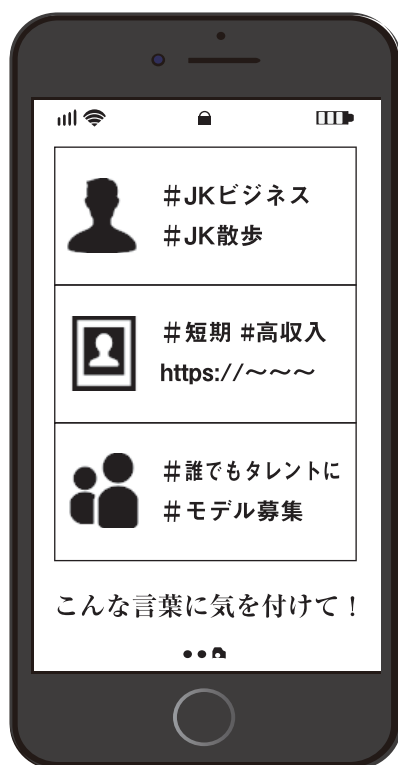 #JKビジネス
#JK散歩
#短期 #高収入
https://〜〜〜
#誰でもタレントに
#モデル募集
こんな言葉に気を付けて！